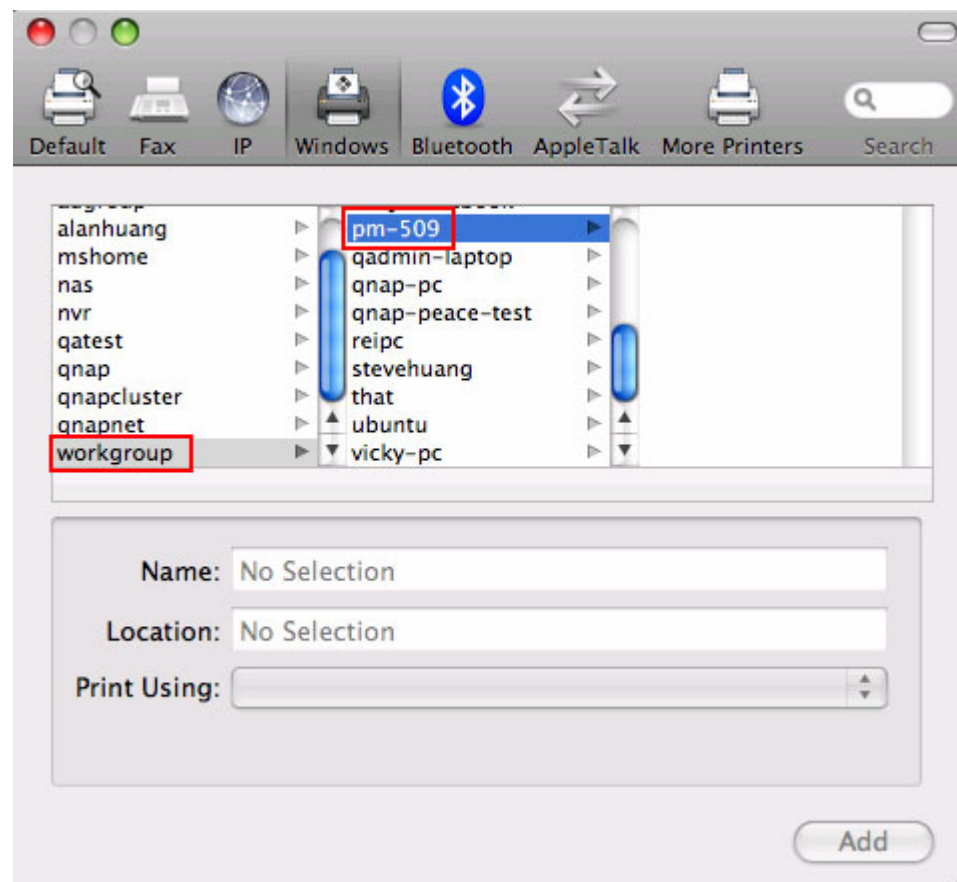 Default Fax IP Windows Bluetooth AppleTalk More Printers Search
alanhuang
mshome
nas
nvr
qatest
qnap
qnapcluster
qnapnet
workgroup
pm-509
qadmin-laptop
qnap-pc
qnap-peace-test
reipc
stevehuang
that
ubuntu
vicky-pc
Name: No Selection
Location: No Selection
Print Using:
Add